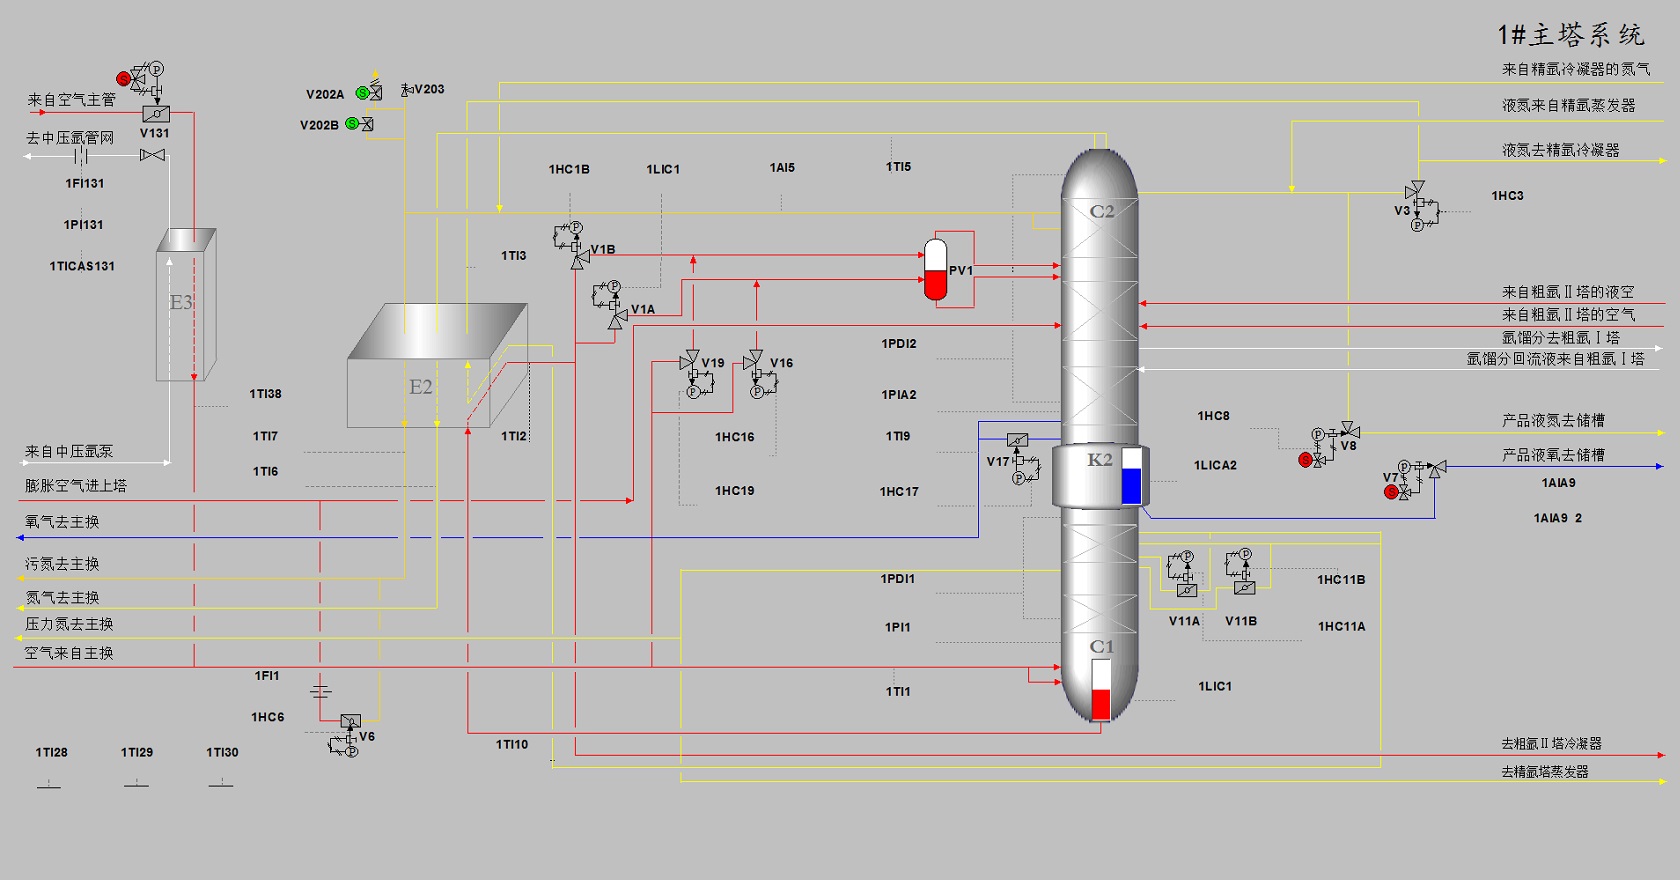 1#主塔系统
来自精氩冷凝器的氮气
液氮来自精氩蒸发器
液氮去精氩冷凝器
来自空气主管
V131
去中压氩管网
1FI131
1PI131
1TICAS131
E3
来自中压氩泵
膨胀空气进上塔
氧气去主换
污氮去主换
氮气去主换
压力氮去主换
空气来自主换
P
S
V202A
S
V203
V202B
S
1HC1B
1LIC1
1AI5
1TI5
1TI3
P
V1B
P
V1A
PV1
C2
V3
P
1HC3
来自粗氩Ⅱ塔的液空
来自粗氩Ⅱ塔的空气
氩馏分去粗氩Ⅰ塔
氩馏分回流液来自粗氩Ⅰ塔
1PDI2
V19
P
V16
P
E2
1TI38
1TI7
1TI6
1TI2
1PIA2
1HC16
1TI9
1HC19
1HC17
V17
P
K2
1HC8
1LICA2
P
S
V8
产品液氮去储槽
产品液氧去储槽
P
V7
S
1AIA9
1AIA9 2
1PDI1
1PI1
1TI1
C1
P
V11A
P
V11B
1HC11B
1HC11A
1LIC1
1FI1
1HC6
V6
P
1TI10
1TI28
1TI29
1TI30
去粗氩Ⅱ塔冷凝器
去精氩塔蒸发器